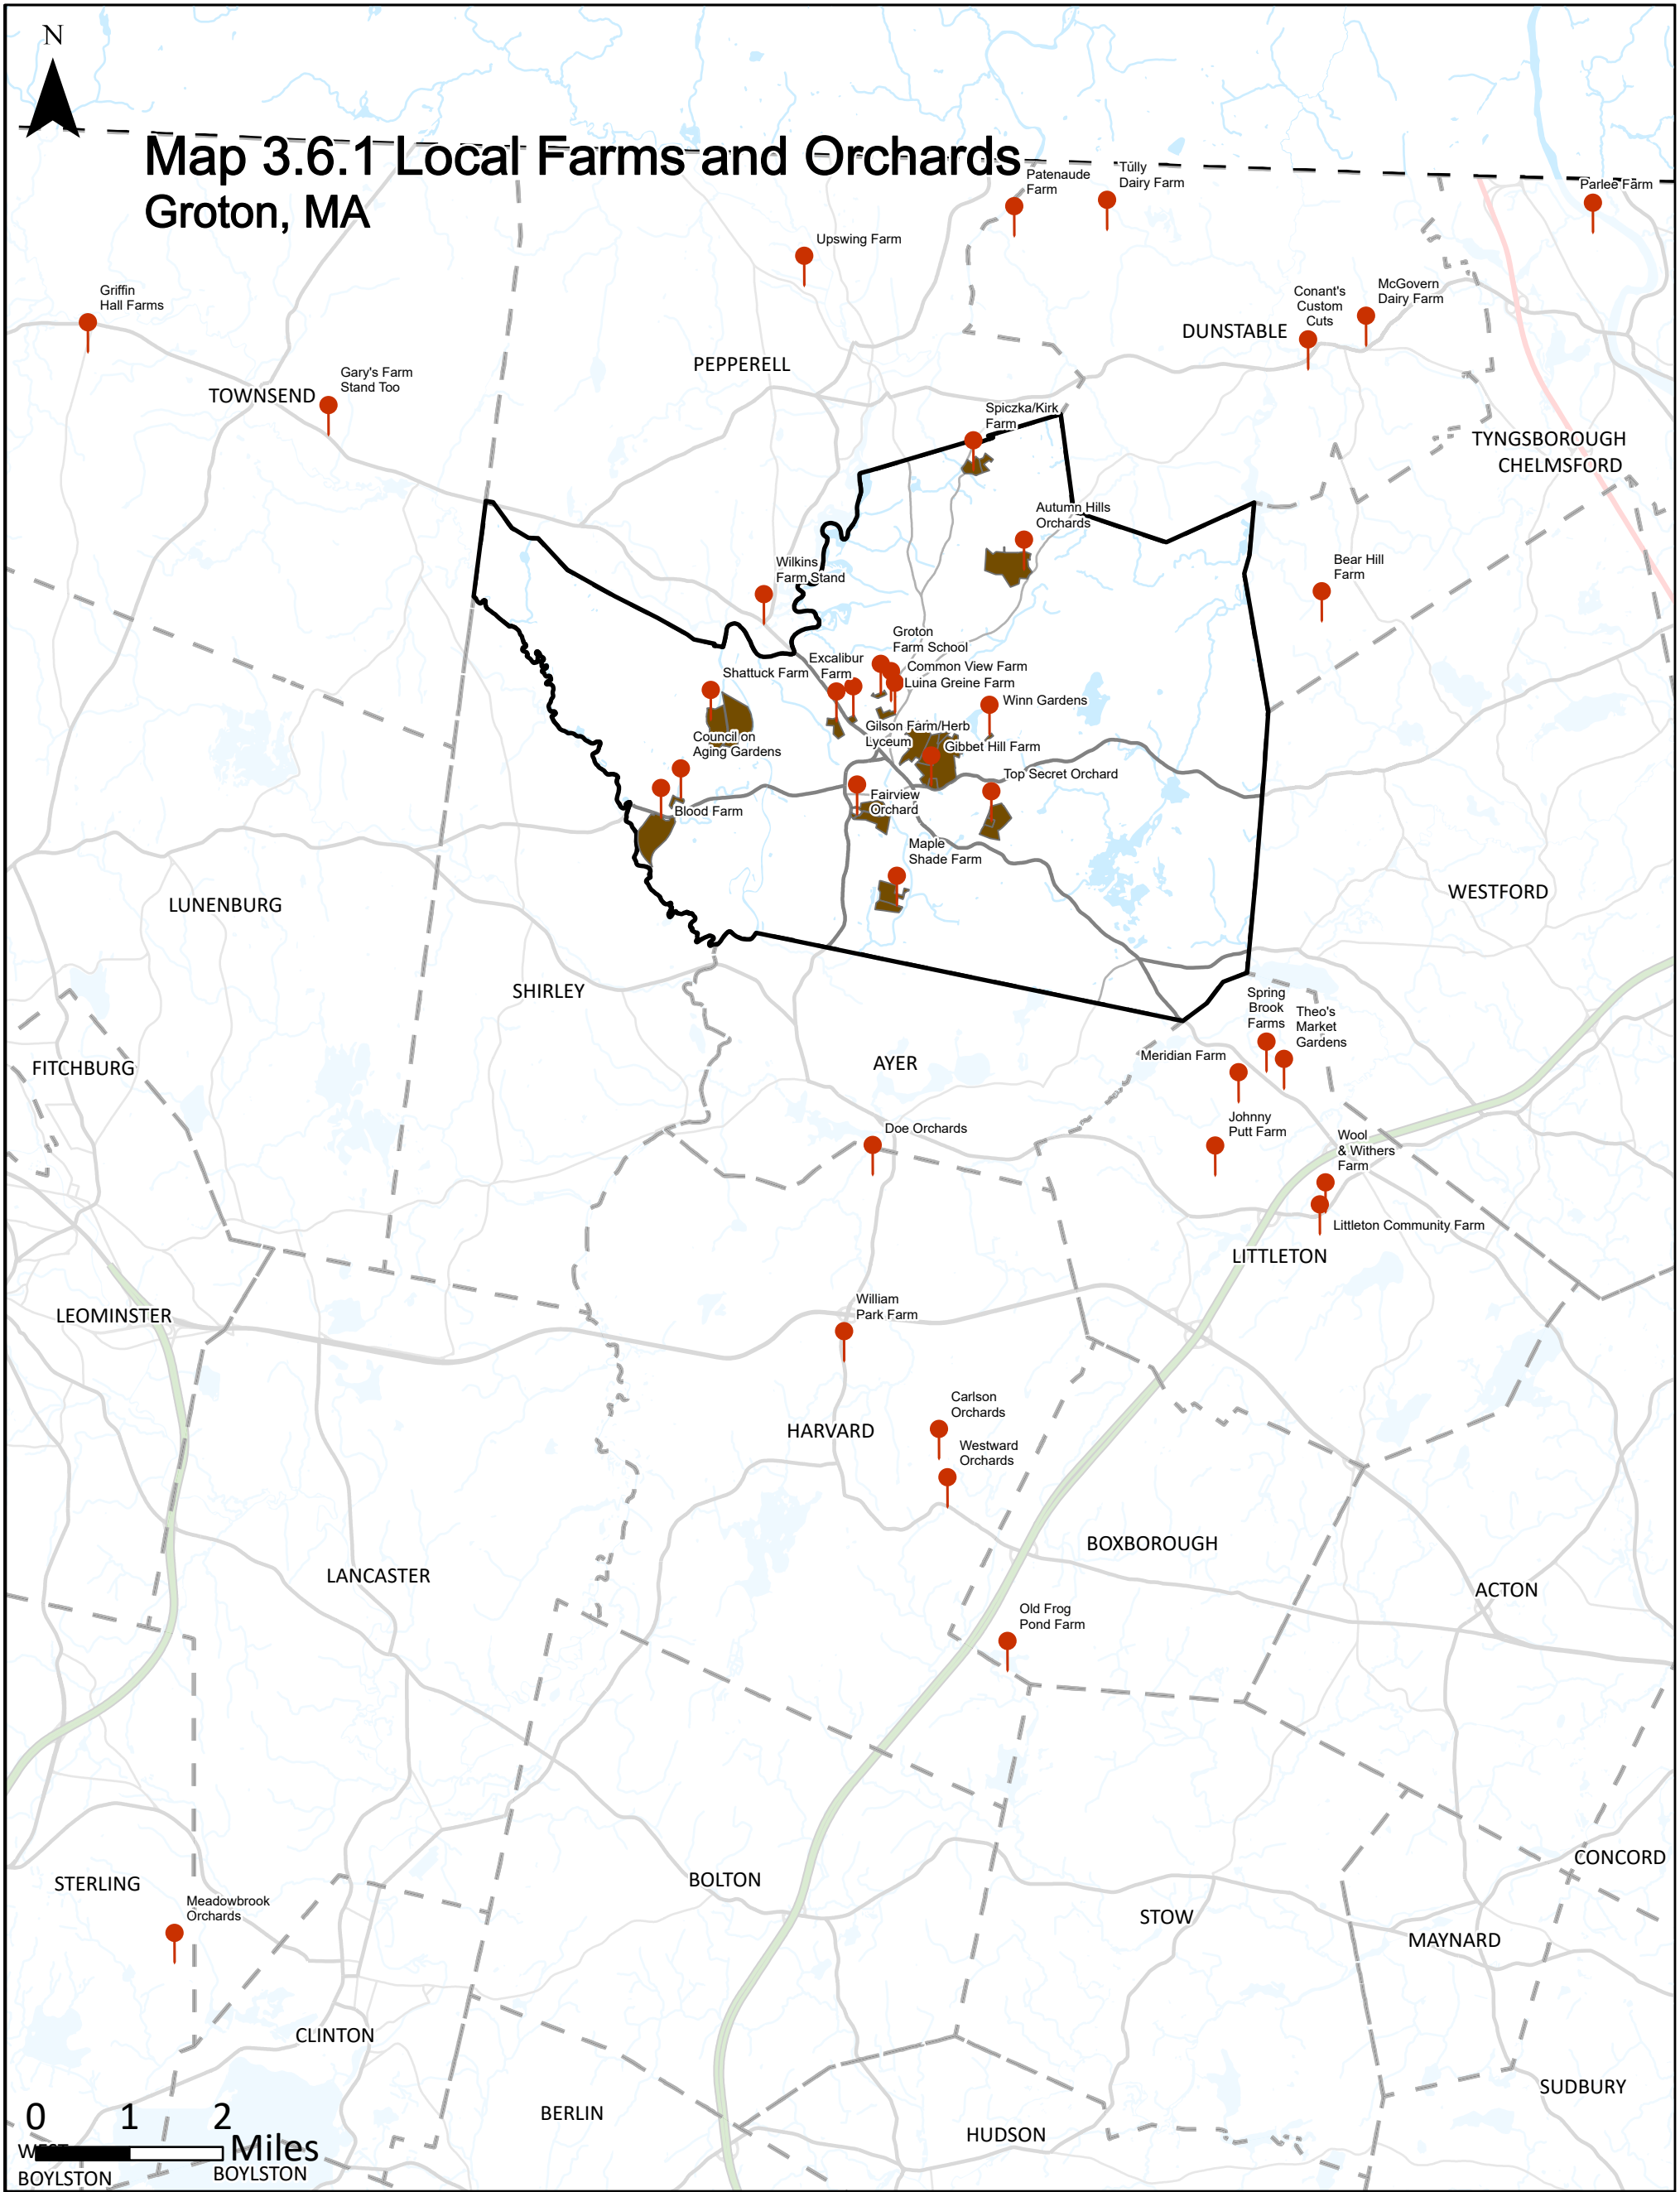 N
Map 3.6.1 Local Farms and Orchards
Groton, MA
Patenaude
Farm
Tully
Dairy Farm
Parlee Farm
Upswing Farm
Griffin
Hall Farms
Conant's
Custom
Cuts
McGovern
Dairy Farm
DUNSTABLE
PEPPERELL
Gary's Farm
Stand Too
TOWNSEND
Spiczka/Kirk
Farm
TYNGSBOROUGH
CHELMSFORD
Autumn Hills
Orchards
Wilkins
Farm Stand
Bear Hill
Farm
Groton
Farm School
Excalibur
Farm
Common View Farm
Shattuck Farm
Luina Greine Farm
Winn Gardens
Gilson Farm/Herb
Lyceum
Council on
Aging Gardens
Gibbet Hill Farm
Top Secret Orchard
Fairview
Orchard
Blood Farm
Maple
Shade Farm
LUNENBURG
WESTFORD
SHIRLEY
Spring
Brook
Farms
Theo's
Market
Gardens
Meridian Farm
FITCHBURG
AYER
Johnny
Putt Farm
Doe Orchards
Wool
& Withers
Farm
Littleton Community Farm
LITTLETON
William
Park Farm
LEOMINSTER
Carlson
Orchards
HARVARD
Westward
Orchards
BOXBOROUGH
LANCASTER
ACTON
Old Frog
Pond Farm
CONCORD
STERLING
BOLTON
Meadowbrook
Orchards
STOW
MAYNARD
CLINTON
SUDBURY
BERLIN
HUDSON
0 1 2
Miles
WEST
BOYLSTON
BOYLSTON